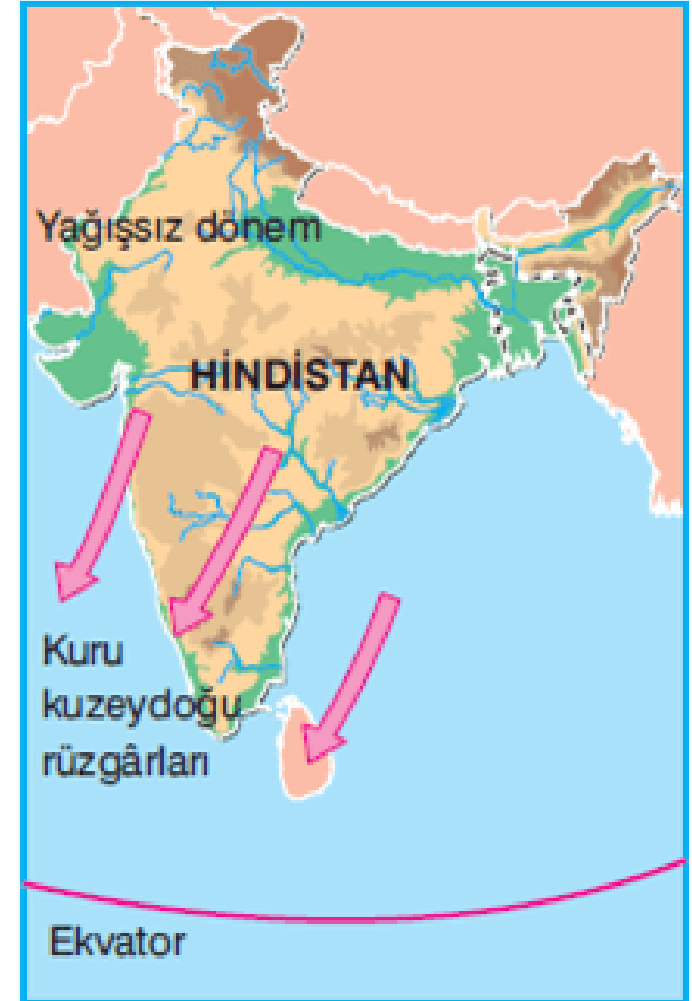 Yağışsız dönem
HİNDİSTAN
Kuru
kuzeydoğu
rüzgârları
Ekvator